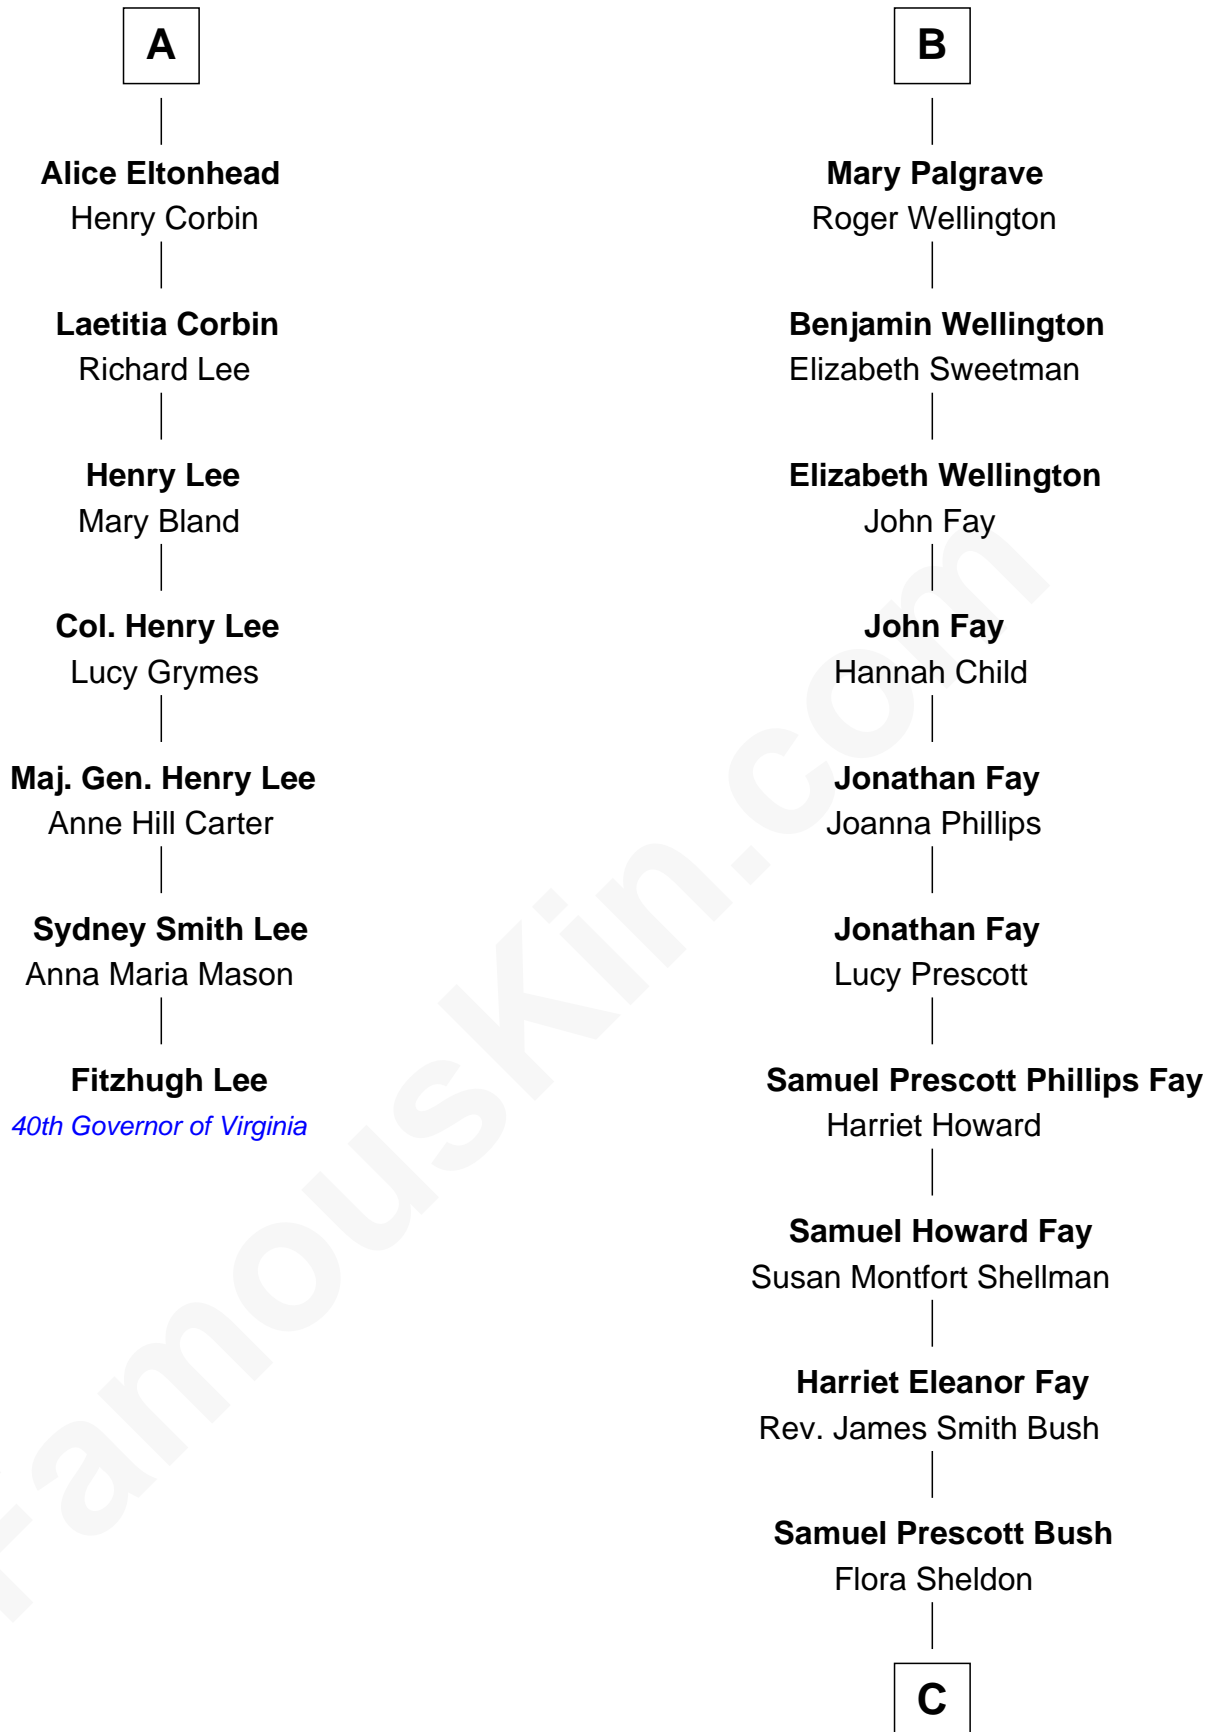 A
Alice Eltonhead
Henry Corbin
Laetitia Corbin
Richard Lee
Henry Lee
Mary Bland
Col. Henry Lee
Lucy Grymes
Maj. Gen. Henry Lee
Anne Hill Carter
Sydney Smith Lee
Anna Maria Mason
Fitzhugh Lee
40th Governor of Virginia
B
Mary Palgrave
Roger Wellington
Benjamin Wellington
Elizabeth Sweetman
Elizabeth Wellington
John Fay
John Fay
Hannah Child
Jonathan Fay
Joanna Phillips
Jonathan Fay
Lucy Prescott
Samuel Prescott Phillips Fay
Harriet Howard
Samuel Howard Fay
Susan Montfort Shellman
Harriet Eleanor Fay
Rev. James Smith Bush
Samuel Prescott Bush
Flora Sheldon
C
FamousKin.com